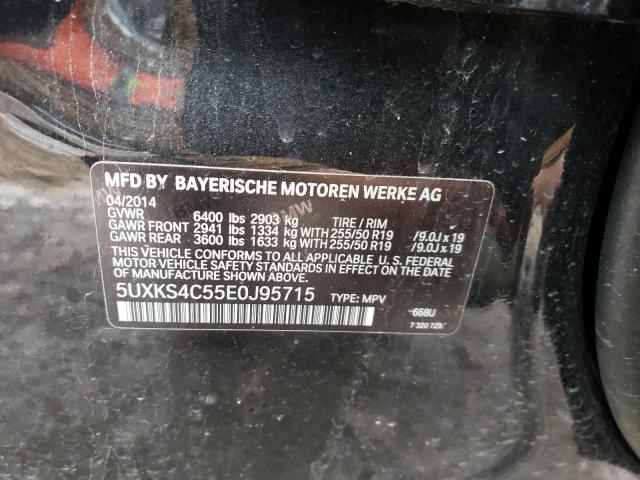 MFD BY BAYERISCHE MOTOREN WERKE AG
04/2014
GVWR 6400 lbs 2903 kg TIRE / RIM
GAWR FRONT 2941 lbs 1334 kg WITH 255/50 R19 /9.0J x 19
GAWR REAR 3600 lbs 1633 kg WITH 255/50 R19 /9.0J x 19
THIS VEHICLE CONFORMS TO ALL APPLICABLE U. S. FEDERAL
MOTOR VEHICLE SAFETY STANDARDS IN EFFECT ON THE DATE OF
MANUFACTURE SHOWN ABOVE.
5UXKS4C55E0J95715 TYPE: MPV
668U
7 320 729